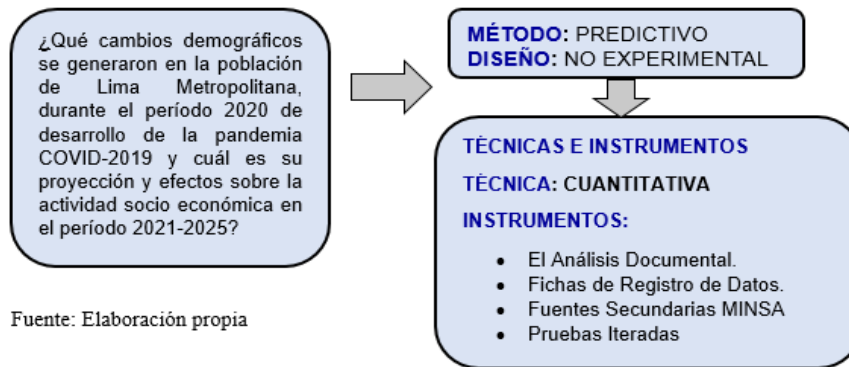 ¿Qué cambios demográficos
se generaron en la población
de Lima Metropolitana,
durante el período 2020 de
desarrollo de la pandemia
COVID-2019 y cuál es su
proyección y efectos sobre la
actividad socio económica en
el período 2021-2025?
MÉTODO: PREDICTIVO
DISEÑO: NO EXPERIMENTAL
TÉCNICAS E INSTRUMENTOS
TÉCNICA: CUANTITATIVA
INSTRUMENTOS:
• El Análisis Documental.
• Fichas de Registro de Datos.
• Fuentes Secundarias MINSA
• Pruebas Iteradas
Fuente: Elaboración propia